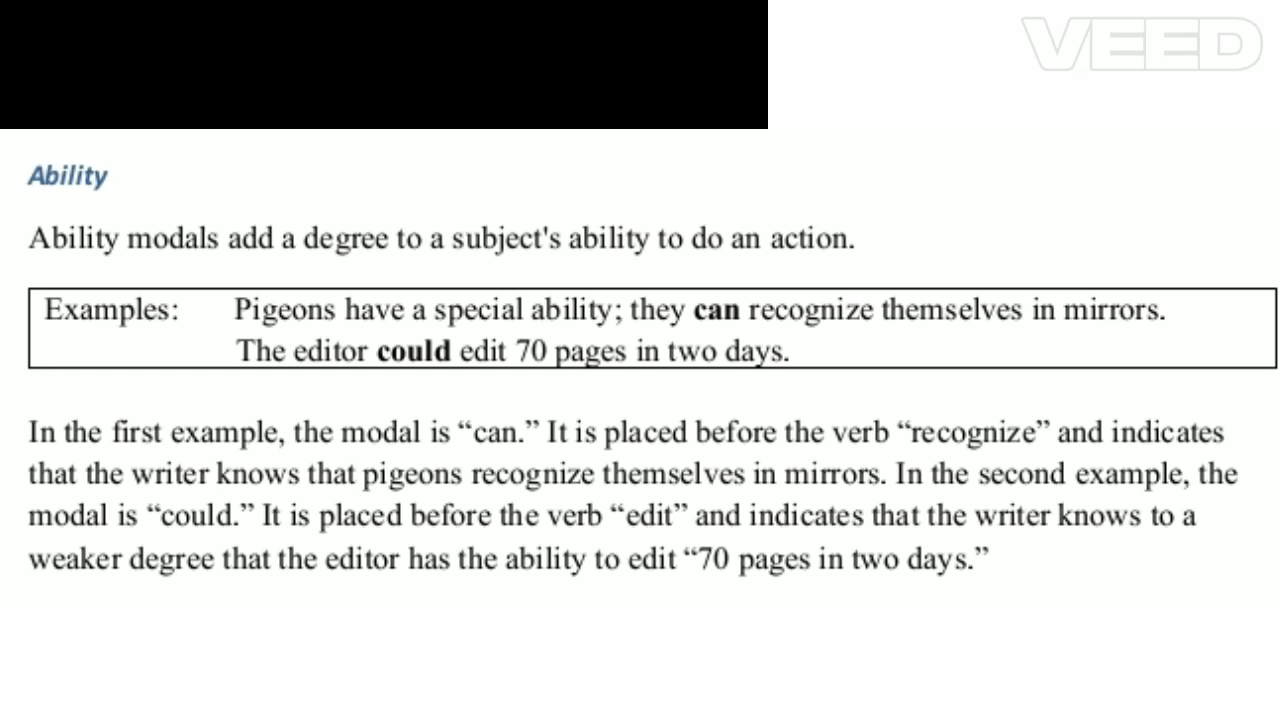 VEED
Ability
Ability modals add a degree to a subject's ability to do an action.
Examples: Pigeons have a special ability; they can recognize themselves in mirrors.
The editor could edit 70 pages in two days.
In the first example, the modal is “can.” It is placed before the verb “recognize” and indicates
that the writer knows that pigeons recognize themselves in mirrors. In the second example, the
modal is “could.” It is placed before the verb “edit” and indicates that the writer knows to a
weaker degree that the editor has the ability to edit “70 pages in two days.”